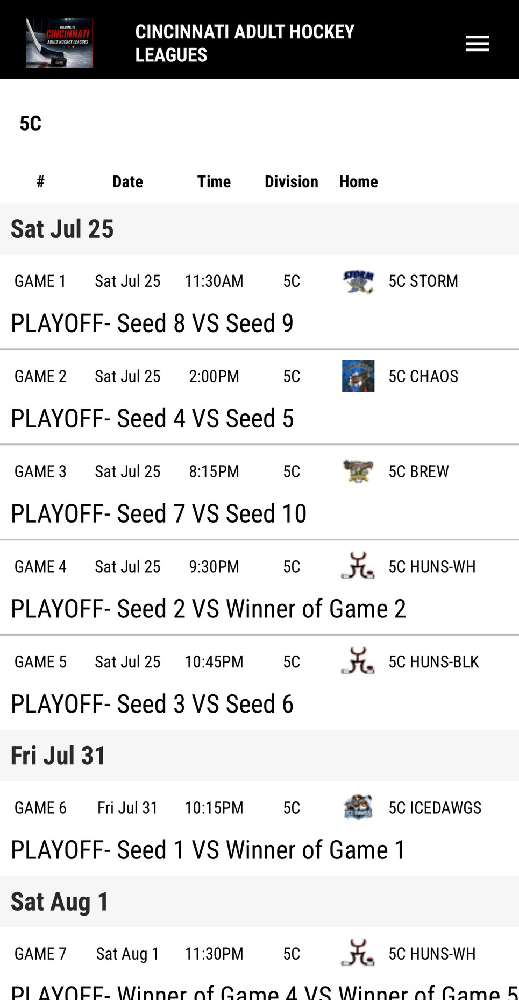 WELCOME TO
CINCINNATI
ADULT HOCKEY LEAGUES
CAHL
CINCINNATI ADULT HOCKEY
LEAGUES
5C
# Date Time Division Home
Sat Jul 25
GAME 1 Sat Jul 25 11:30AM 5C STORM 5C STORM
PLAYOFF- Seed 8 VS Seed 9
GAME 2 Sat Jul 25 2:00PM 5C 5C CHAOS
PLAYOFF- Seed 4 VS Seed 5
GAME 3 Sat Jul 25 8:15PM 5C 5C BREW
PLAYOFF- Seed 7 VS Seed 10
GAME 4 Sat Jul 25 9:30PM 5C 5C HUNS-WH
PLAYOFF- Seed 2 VS Winner of Game 2
GAME 5 Sat Jul 25 10:45PM 5C 5C HUNS-BLK
PLAYOFF- Seed 3 VS Seed 6
Fri Jul 31
GAME 6 Fri Jul 31 10:15PM 5C 5C ICEDAWGS
PLAYOFF- Seed 1 VS Winner of Game 1
Sat Aug 1
GAME 7 Sat Aug 1 11:30PM 5C 5C HUNS-WH
PLAYOFF- Winner of Game 4 VS Winner of Game 5